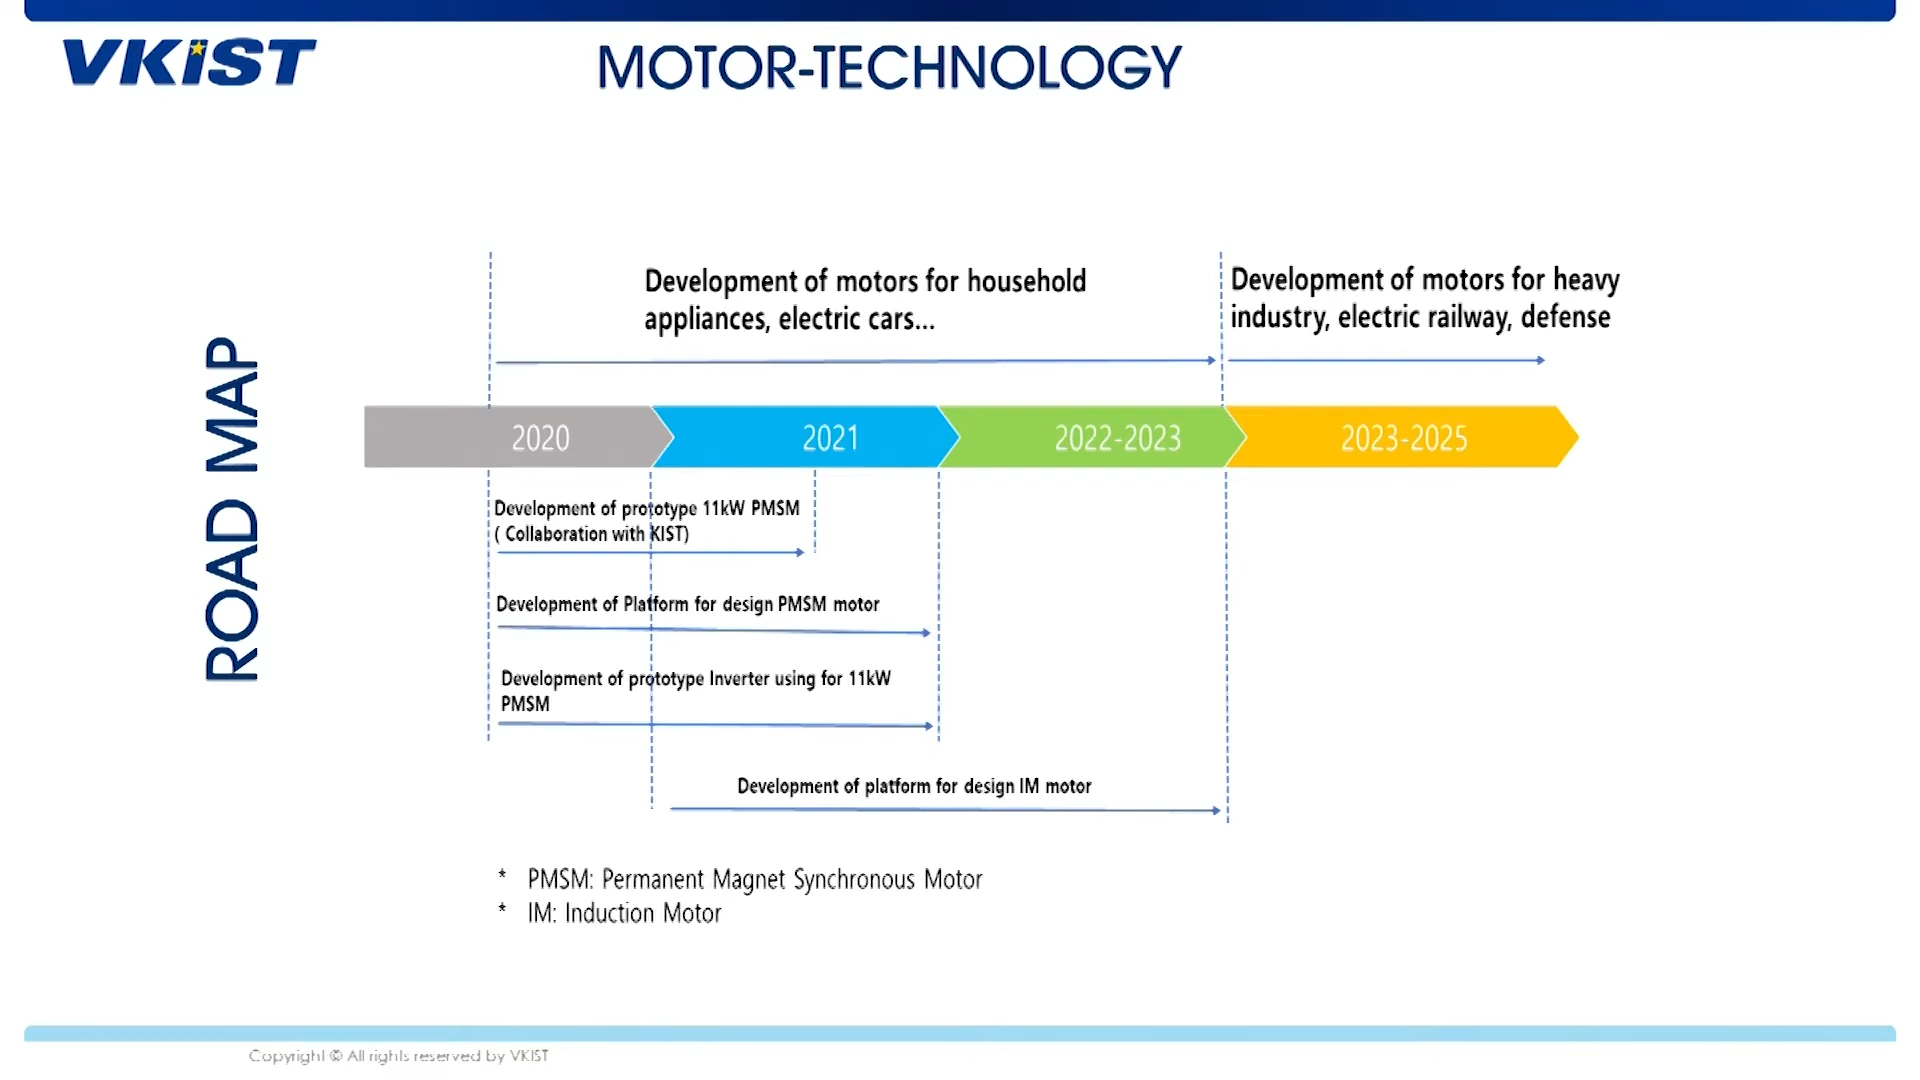 VKIST
MOTOR-TECHNOLOGY
ROAD MAP
Development of motors for household
appliances, electric cars...
Development of motors for heavy
industry, electric railway, defense
2020
2021
2022-2023
2023-2025
Development of prototype 11kW PMSM
( Collaboration with KIST)
Development of Platform for design PMSM motor
Development of prototype Inverter using for 11kW
PMSM
Development of platform for design IM motor
* PMSM: Permanent Magnet Synchronous Motor
* IM: Induction Motor
Copyright © All rights reserved by VKIST